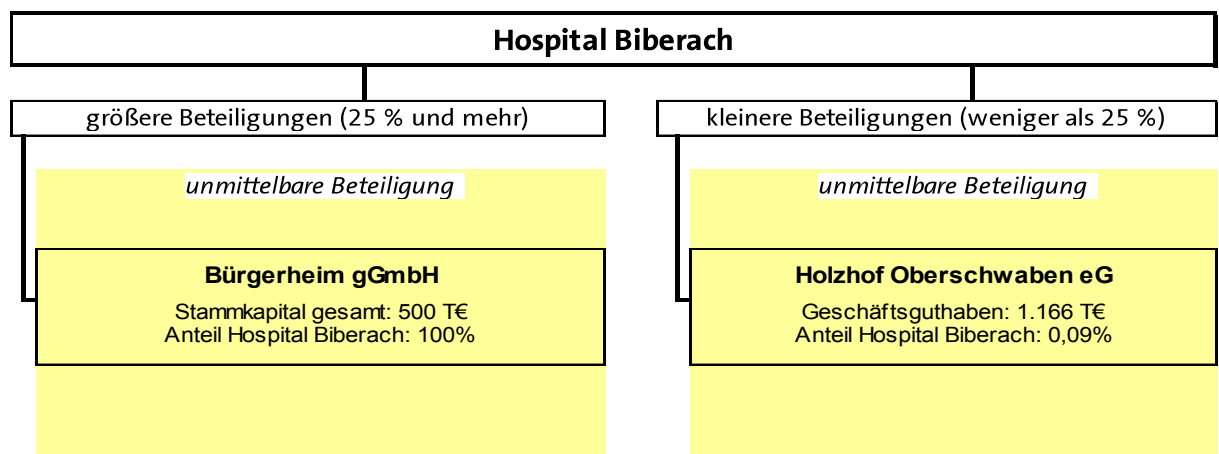 Hospital Biberach
größere Beteiligungen (25 % und mehr)
unmittelbare Beteiligung
Bürgerheim gGmbH
Stammkapital gesamt: 500 T€
Anteil Hospital Biberach: 100%
kleinere Beteiligungen (weniger als 25 %)
unmittelbare Beteiligung
Holzhof Oberschwaben eG
Geschäftsguthaben: 1.166 T€
Anteil Hospital Biberach: 0,09%